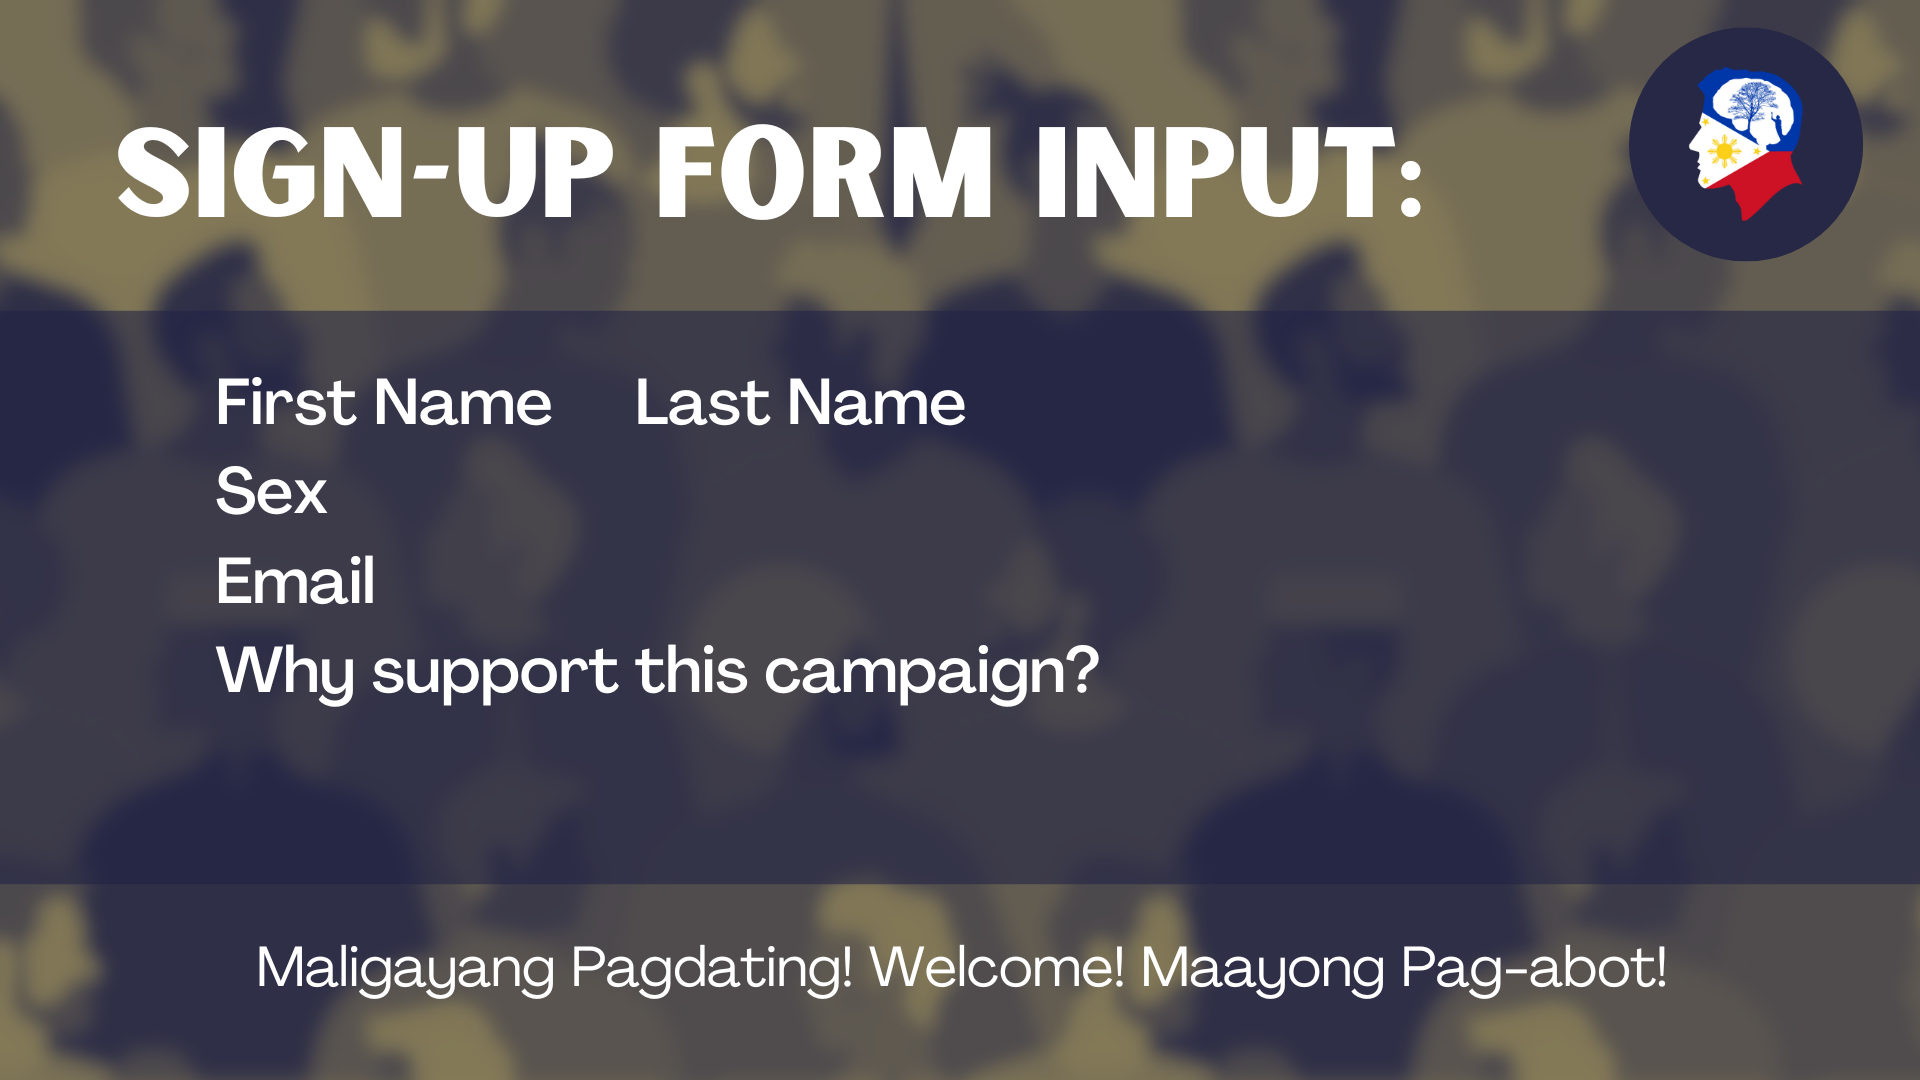 SIGN-UP FORM INPUT:
First Name Last Name
Sex
Email
Why support this campaign?
Maligayang Pagdating! Welcome! Maayong Pag-abot!